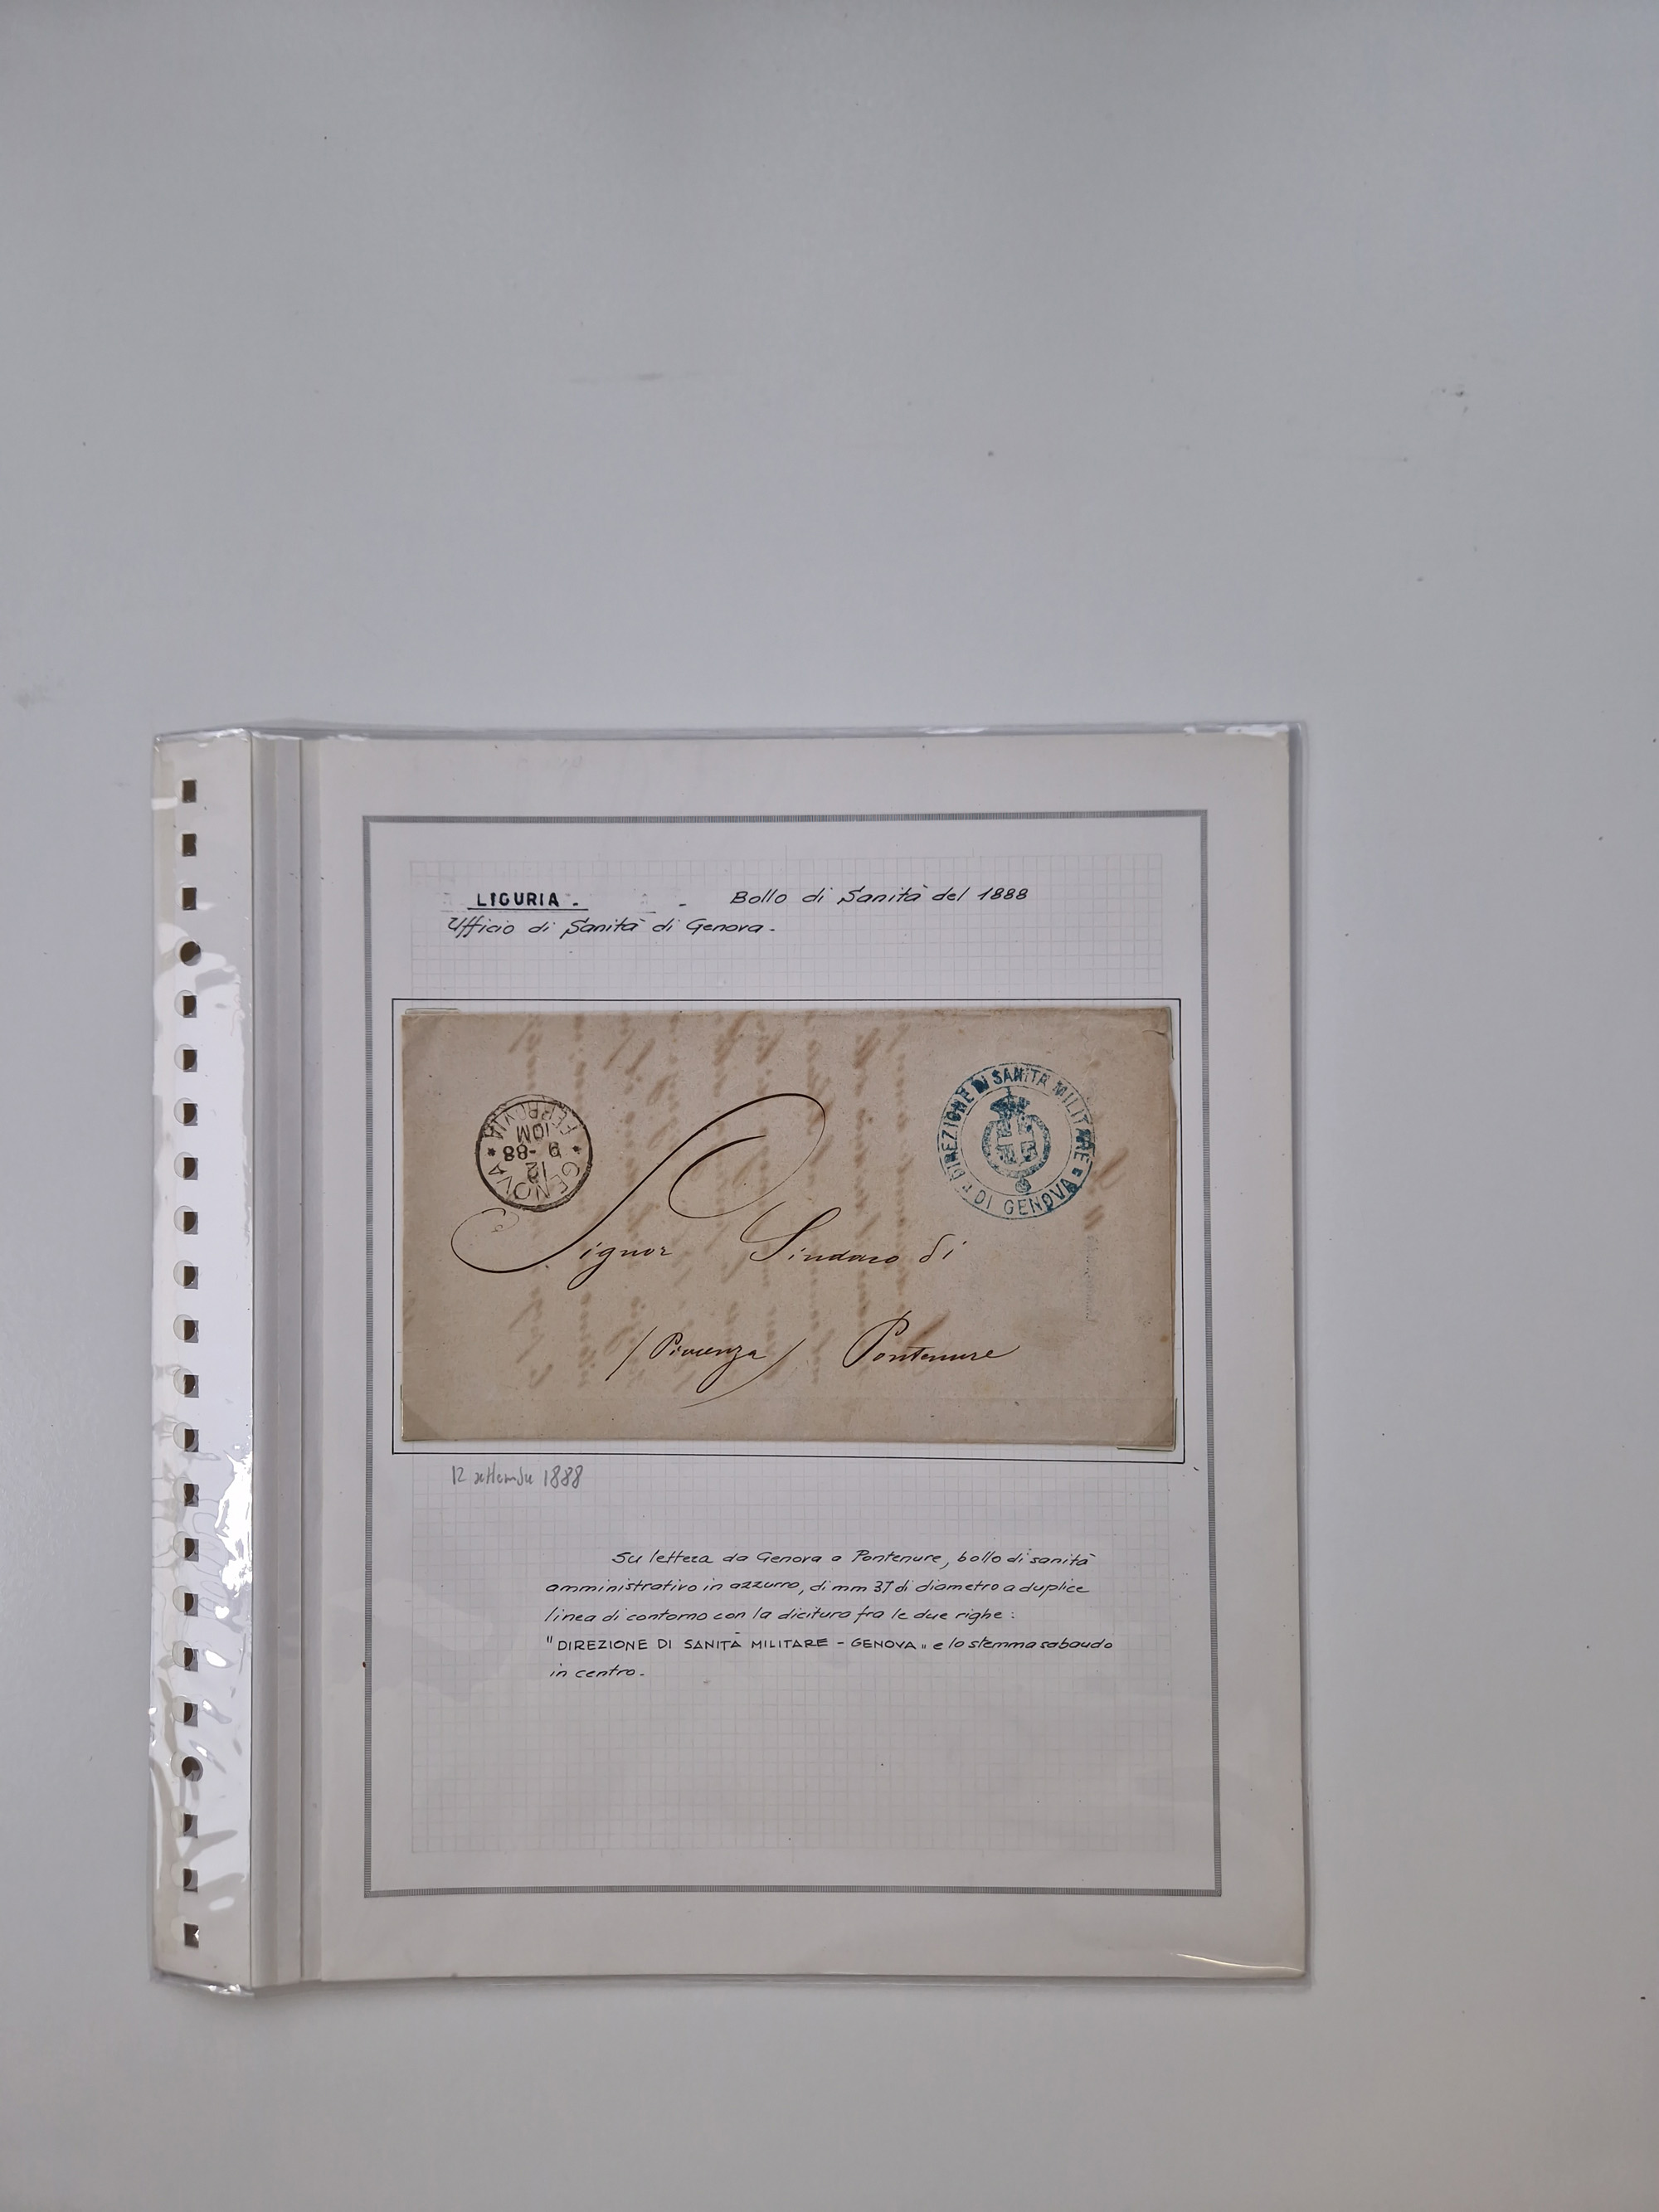 LIGURIA - - Bollo di Sanità del 1888
Ufficio di Sanità di Genova.
DIREZIONE DI SANITÀ MILITARE
DI GENOVA
GENOVA
12
9 -88
10M
FERROVIA
Signor Sindaco di
(Piacenza) Pontenure
12 settembre 1888
Su lettera da Genova a Pontenure, bollo di sanità
amministrativo in azzurro, di mm 37 di diametro a duplice
linea di contorno con la dicitura fra le due righe:
"DIREZIONE DI SANITÀ MILITARE - GENOVA" e lo stemma sabaudo
in centro.